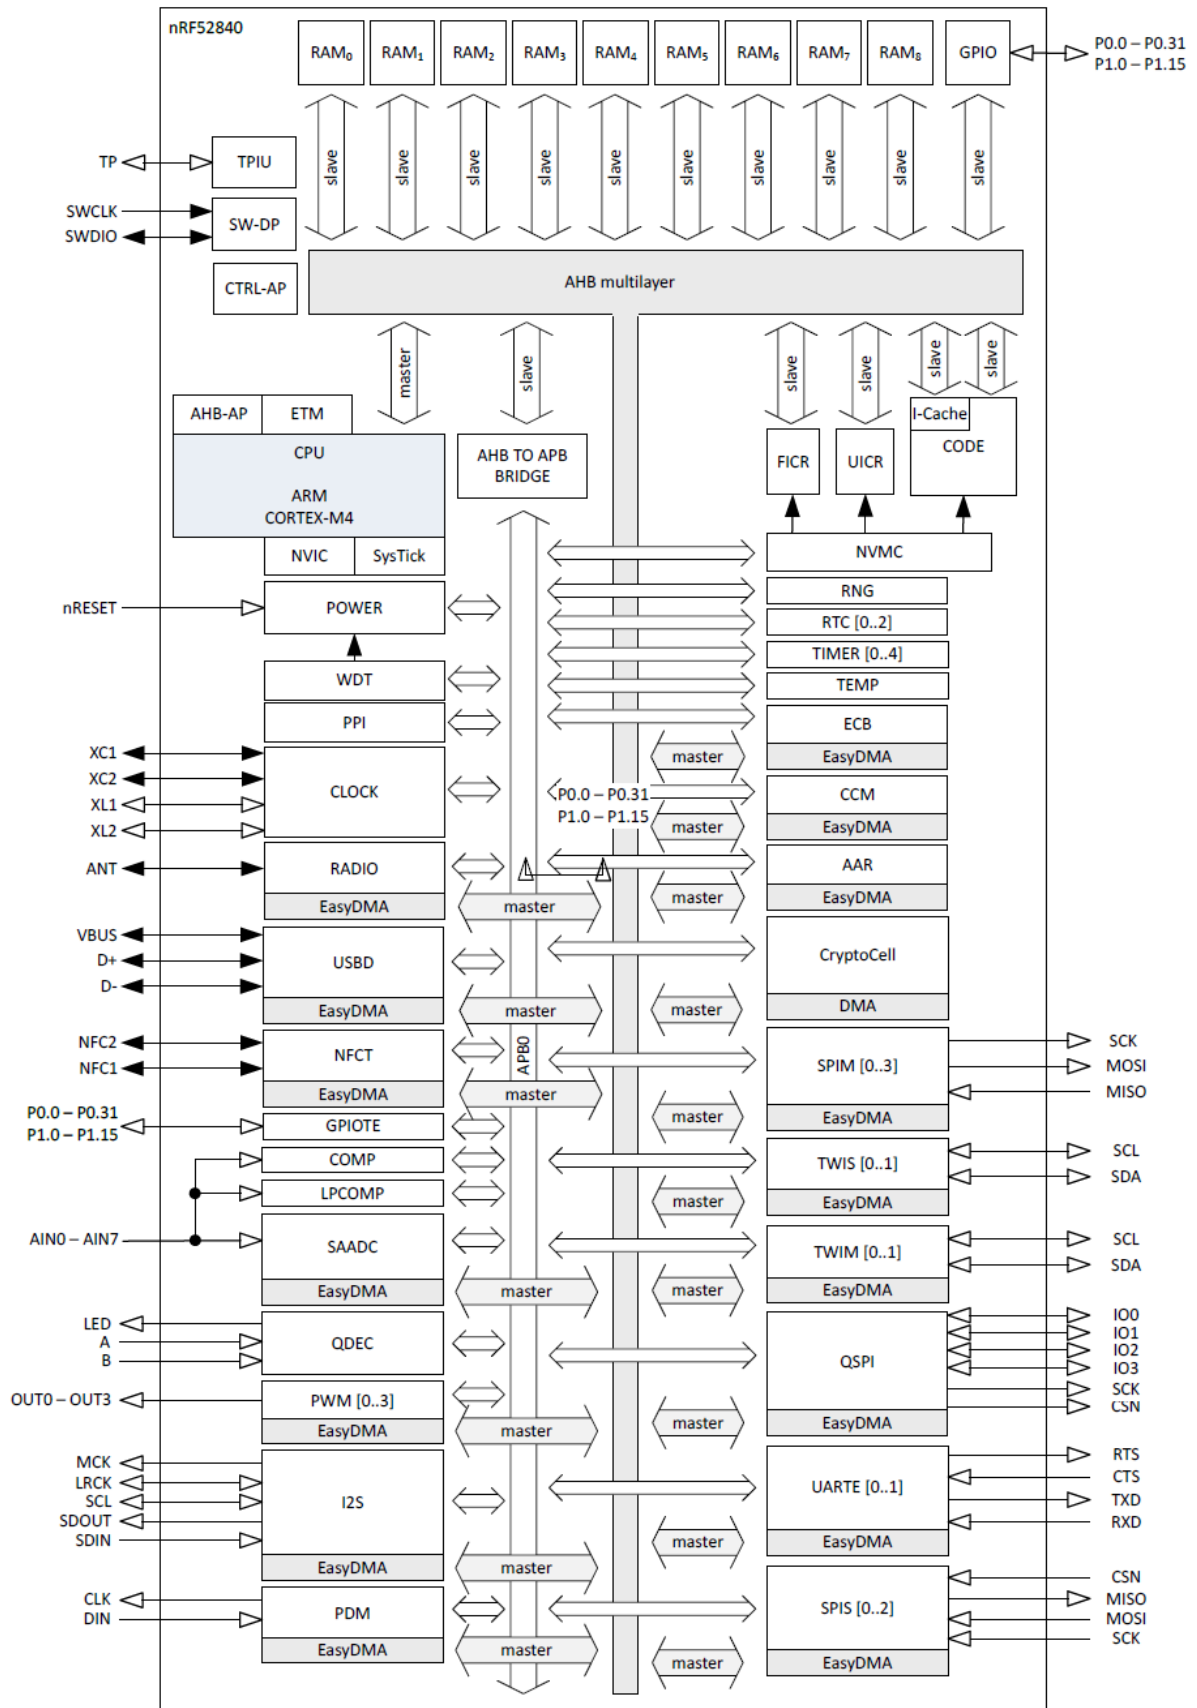 nRF52840
RAM₀ RAM₁ RAM₂ RAM₃ RAM₄ RAM₅ RAM₆ RAM₇ RAM₈ GPIO
P0.0 – P0.31
P1.0 – P1.15
slave slave slave slave slave slave slave slave slave slave
TP TPIU
SWCLK
SWDIO
SW-DP
CTRL-AP
AHB multilayer
master slave slave slave slave slave
AHB-AP ETM
CPU
ARM
CORTEX-M4
NVIC SysTick
AHB TO APB
BRIDGE
FICR UICR
I-Cache
CODE
NVMC
nRESET POWER
RNG
RTC [0..2]
TIMER [0..4]
WDT
TEMP
PPI
ECB
master EasyDMA
XC1
XC2
XL1
XL2
CLOCK
P0.0 – P0.31
P1.0 – P1.15
CCM
master EasyDMA
ANT RADIO
AAR
EasyDMA master
master EasyDMA
VBUS
D+
D-
USBD
CryptoCell
EasyDMA master
master DMA
NFC2
NFC1
NFCT
APB0
SPIM [0..3]
SCK
MOSI
MISO
EasyDMA master
master EasyDMA
P0.0 – P0.31
P1.0 – P1.15
GPIOTE
COMP
LPCOMP
TWIS [0..1]
SCL
SDA
master EasyDMA
AIN0 – AIN7 SAADC
TWIM [0..1]
SCL
SDA
EasyDMA master
master EasyDMA
LED
A
B
QDEC
QSPI
IO0
IO1
IO2
IO3
SCK
CSN
OUT0 – OUT3 PWM [0..3]
EasyDMA master
master EasyDMA
MCK
LRCK
SCL
SDOUT
SDIN
I2S
UARTE [0..1]
RTS
CTS
TXD
RXD
master EasyDMA
EasyDMA master
CLK
DIN
PDM
SPIS [0..2]
CSN
MISO
MOSI
SCK
EasyDMA master
master EasyDMA